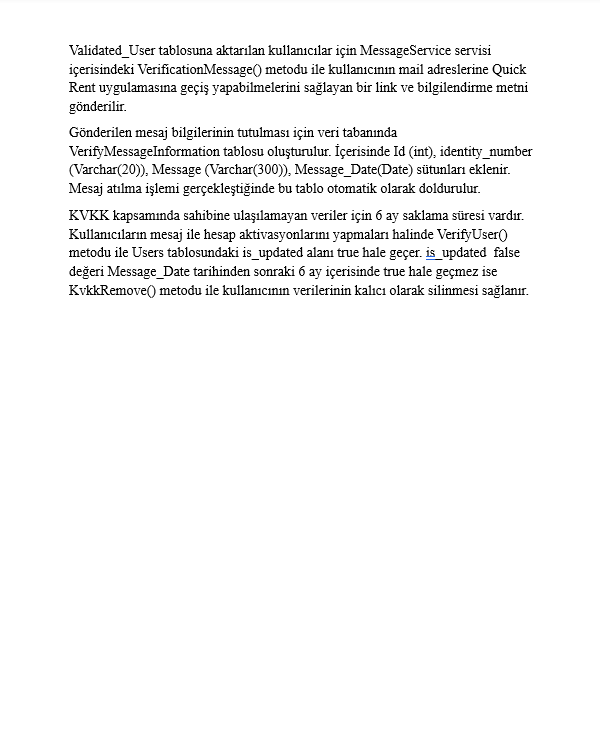 Validated_User tablosuna aktarılan kullanıcılar için MessageService servisi
içerisindeki VerificationMessage() metodu ile kullanıcının mail adreslerine Quick
Rent uygulamasına geçiş yapabilmelerini sağlayan bir link ve bilgilendirme metni
gönderilir.
Gönderilen mesaj bilgilerinin tutulması için veri tabanında
VerifyMessageInformation tablosu oluşturulur. İçerisinde Id (int), identity_number
(Varchar(20)), Message (Varchar(300)), Message_Date(Date) sütunları eklenir.
Mesaj atılma işlemi gerçekleştiğinde bu tablo otomatik olarak doldurulur.
KVKK kapsamında sahibine ulaşılamayan veriler için 6 ay saklama süresi vardır.
Kullanıcıların mesaj ile hesap aktivasyonlarını yapmaları halinde VerifyUser()
metodu ile Users tablosundaki is_updated alanı true hale geçer. is_updated  false
değeri Message_Date tarihinden sonraki 6 ay içerisinde true hale geçmez ise
KvkkRemove() metodu ile kullanıcının verilerinin kalıcı olarak silinmesi sağlanır.